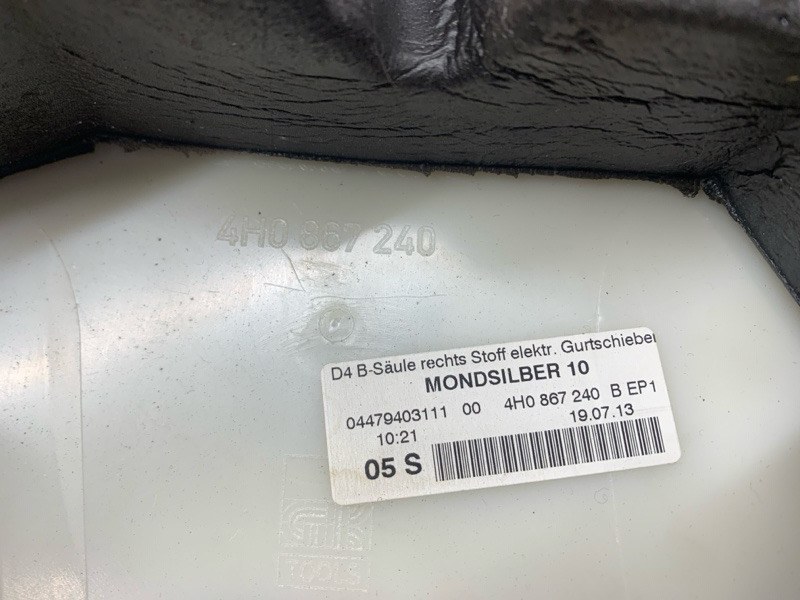 4H0 867 240
D4 B-Säule rechts Stoff elektr. Gurtschieber
MONDSILBER 10
04479403111 00 4H0 867 240 B EP1
10:21 19.07.13
05 S
TOOLS